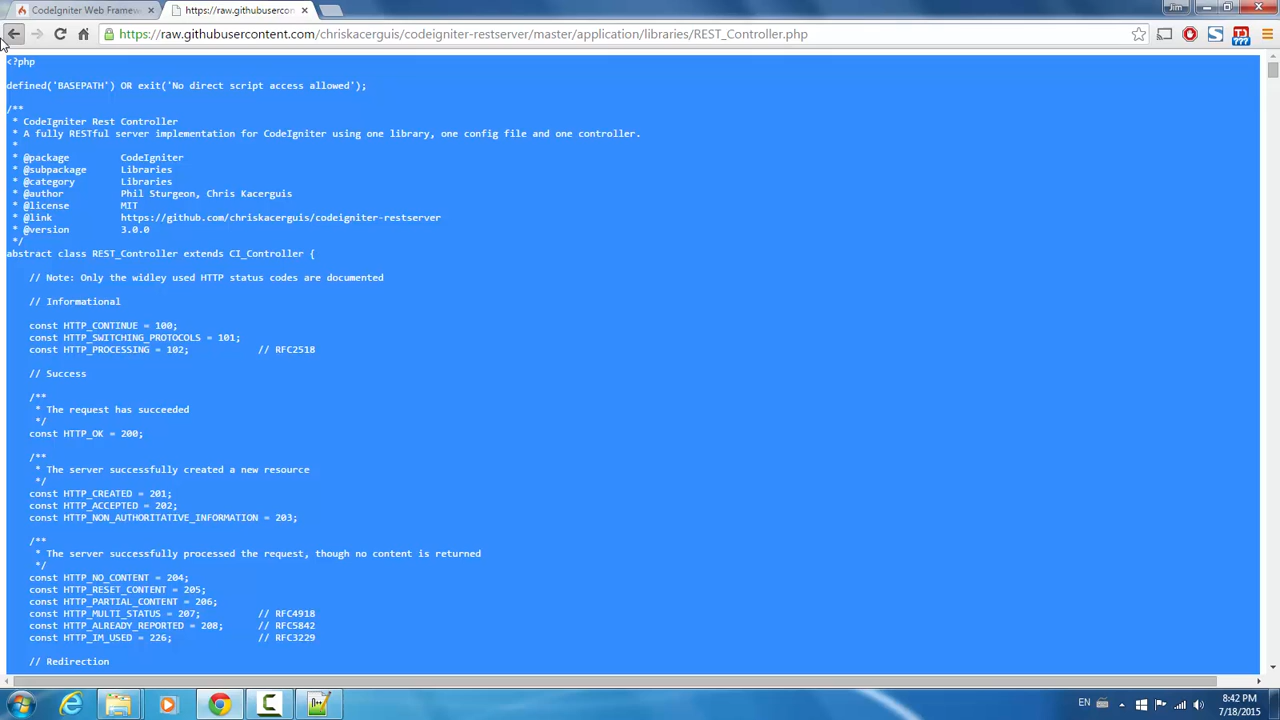 CodeIgniter Web Framew
https://raw.githubusercon
Jim
https://raw.githubusercontent.com/chriskacerguis/codeigniter-restserver/master/application/libraries/REST_Controller.php
<?php
defined('BASEPATH') OR exit('No direct script access allowed');
/**
* CodeIgniter Rest Controller
* A fully RESTful server implementation for CodeIgniter using one library, one config file and one controller.
*
* @package CodeIgniter
* @subpackage Libraries
* @category Libraries
* @author Phil Sturgeon, Chris Kacerguis
* @license MIT
* @link https://github.com/chriskacerguis/codeigniter-restserver
* @version 3.0.0
*/
abstract class REST_Controller extends CI_Controller {
// Note: Only the widley used HTTP status codes are documented
// Informational
const HTTP_CONTINUE = 100;
const HTTP_SWITCHING_PROTOCOLS = 101;
const HTTP_PROCESSING = 102; // RFC2518
// Success
/**
* The request has succeeded
*/
const HTTP_OK = 200;
/**
* The server successfully created a new resource
*/
const HTTP_CREATED = 201;
const HTTP_ACCEPTED = 202;
const HTTP_NON_AUTHORITATIVE_INFORMATION = 203;
/**
* The server successfully processed the request, though no content is returned
*/
const HTTP_NO_CONTENT = 204;
const HTTP_RESET_CONTENT = 205;
const HTTP_PARTIAL_CONTENT = 206;
const HTTP_MULTI_STATUS = 207; // RFC4918
const HTTP_ALREADY_REPORTED = 208; // RFC5842
const HTTP_IM_USED = 226; // RFC3229
// Redirection
EN
8:42 PM
7/18/2015